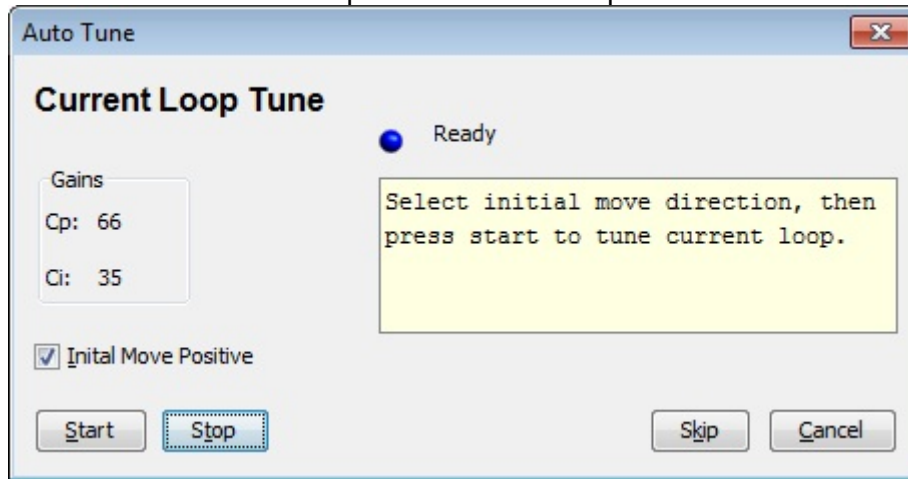 Auto Tune
Current Loop Tune
Ready
Gains
Cp: 66
Ci: 35
Select initial move direction, then
press start to tune current loop.
Inital Move Positive
Start
Stop
Skip
Cancel